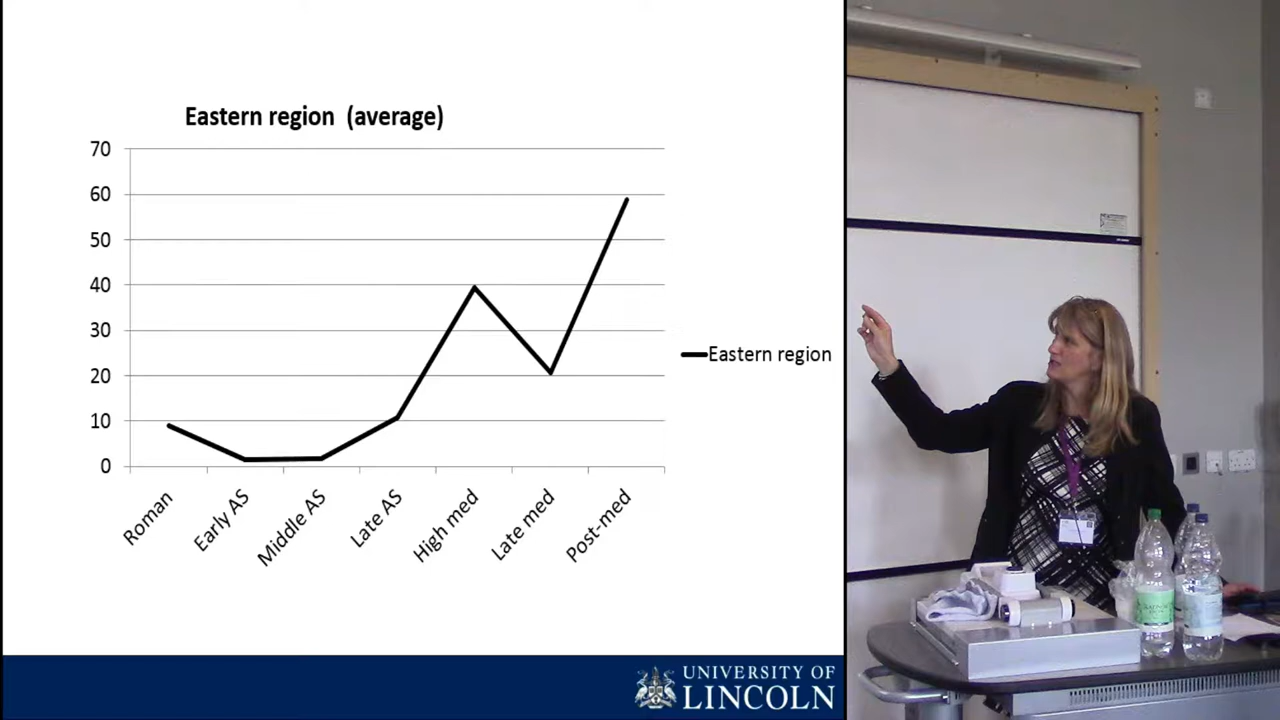 Eastern region (average)
70
60
50
40
30
20
10
0
Roman
Early AS
Middle AS
Late AS
High med
Late med
Post-med
Eastern region
UNIVERSITY OF
LINCOLN